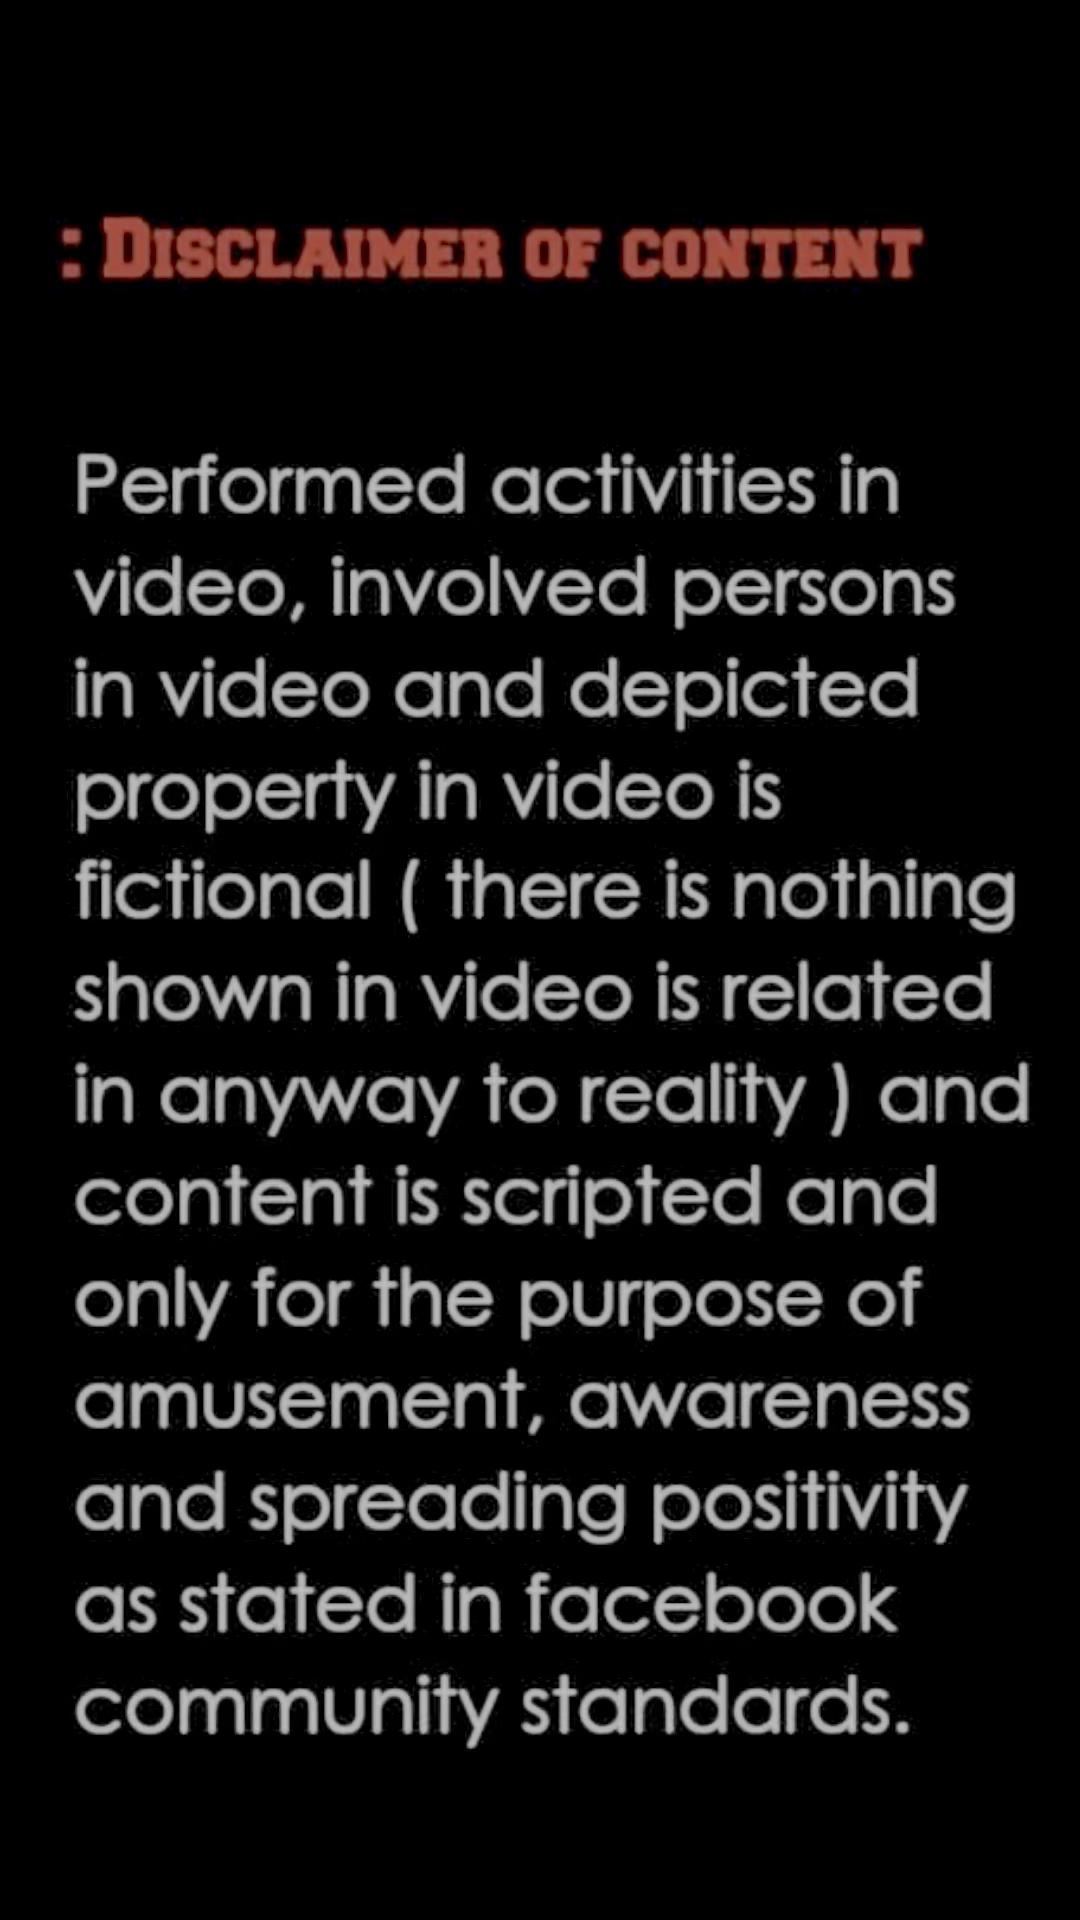 : Disclaimer of content
Performed activities in
video, involved persons
in video and depicted
property in video is
fictional ( there is nothing
shown in video is related
in anyway to reality ) and
content is scripted and
only for the purpose of
amusement, awareness
and spreading positivity
as stated in facebook
community standards.